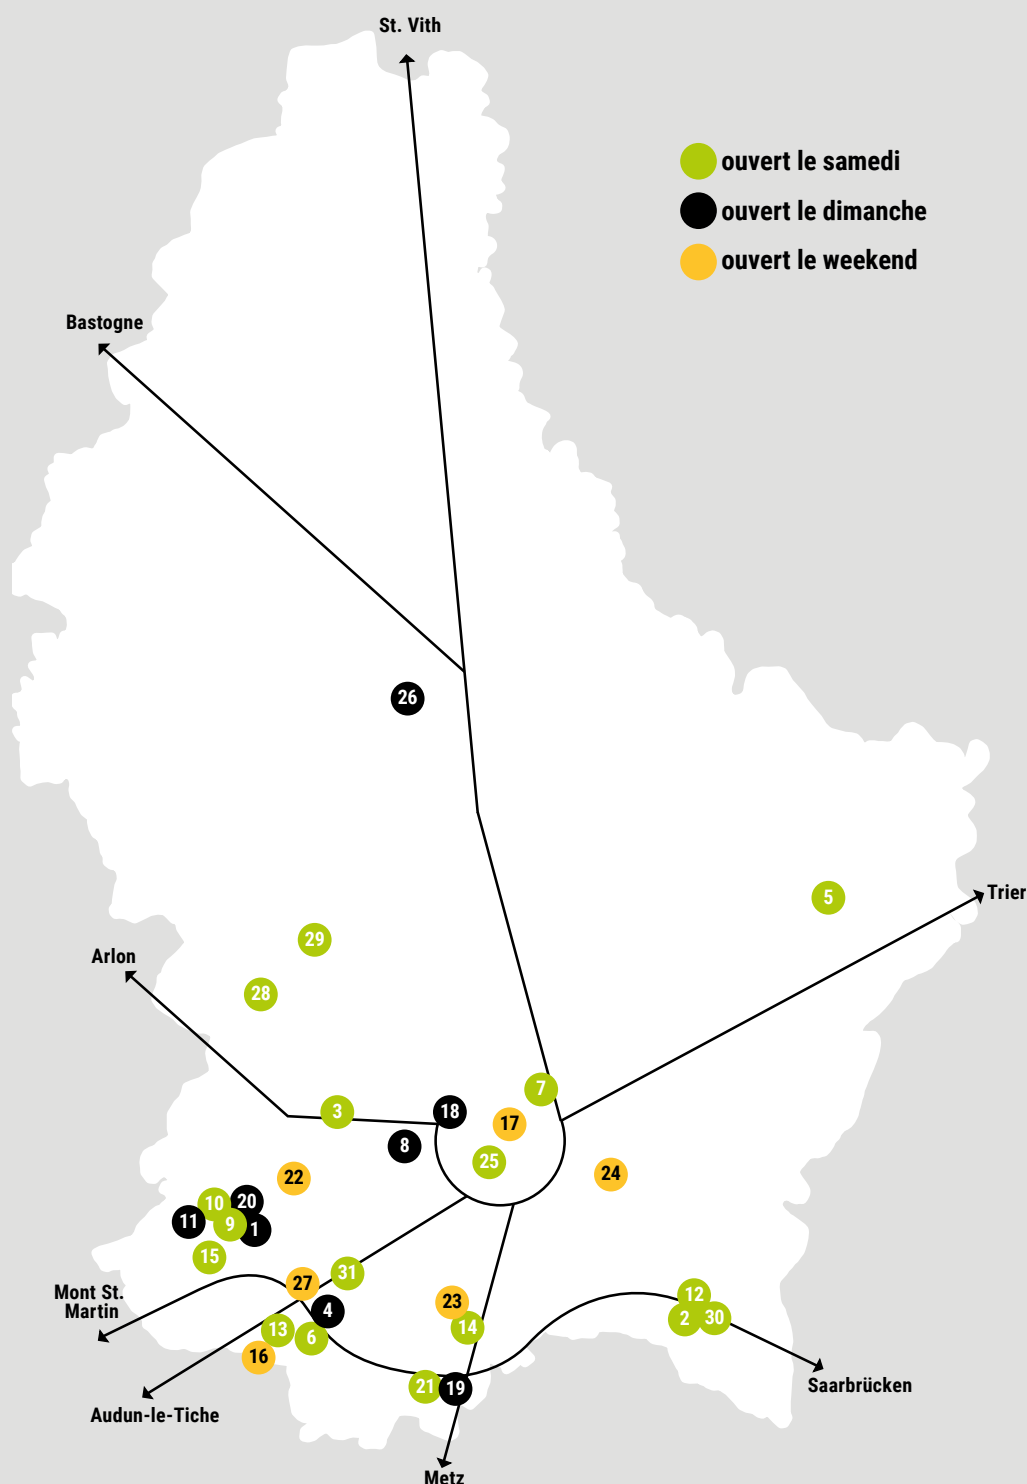 St. Vith
ouvert le samedi
ouvert le dimanche
ouvert le weekend
Bastogne
26
5
Trier
29
Arlon
28
7
3
18
17
8
25
24
22
10
20
11
9
1
15
31
27
Mont St.
Martin
12
23
4
2
30
14
13
6
16
Saarbrücken
21
19
Audun-le-Tiche
Metz